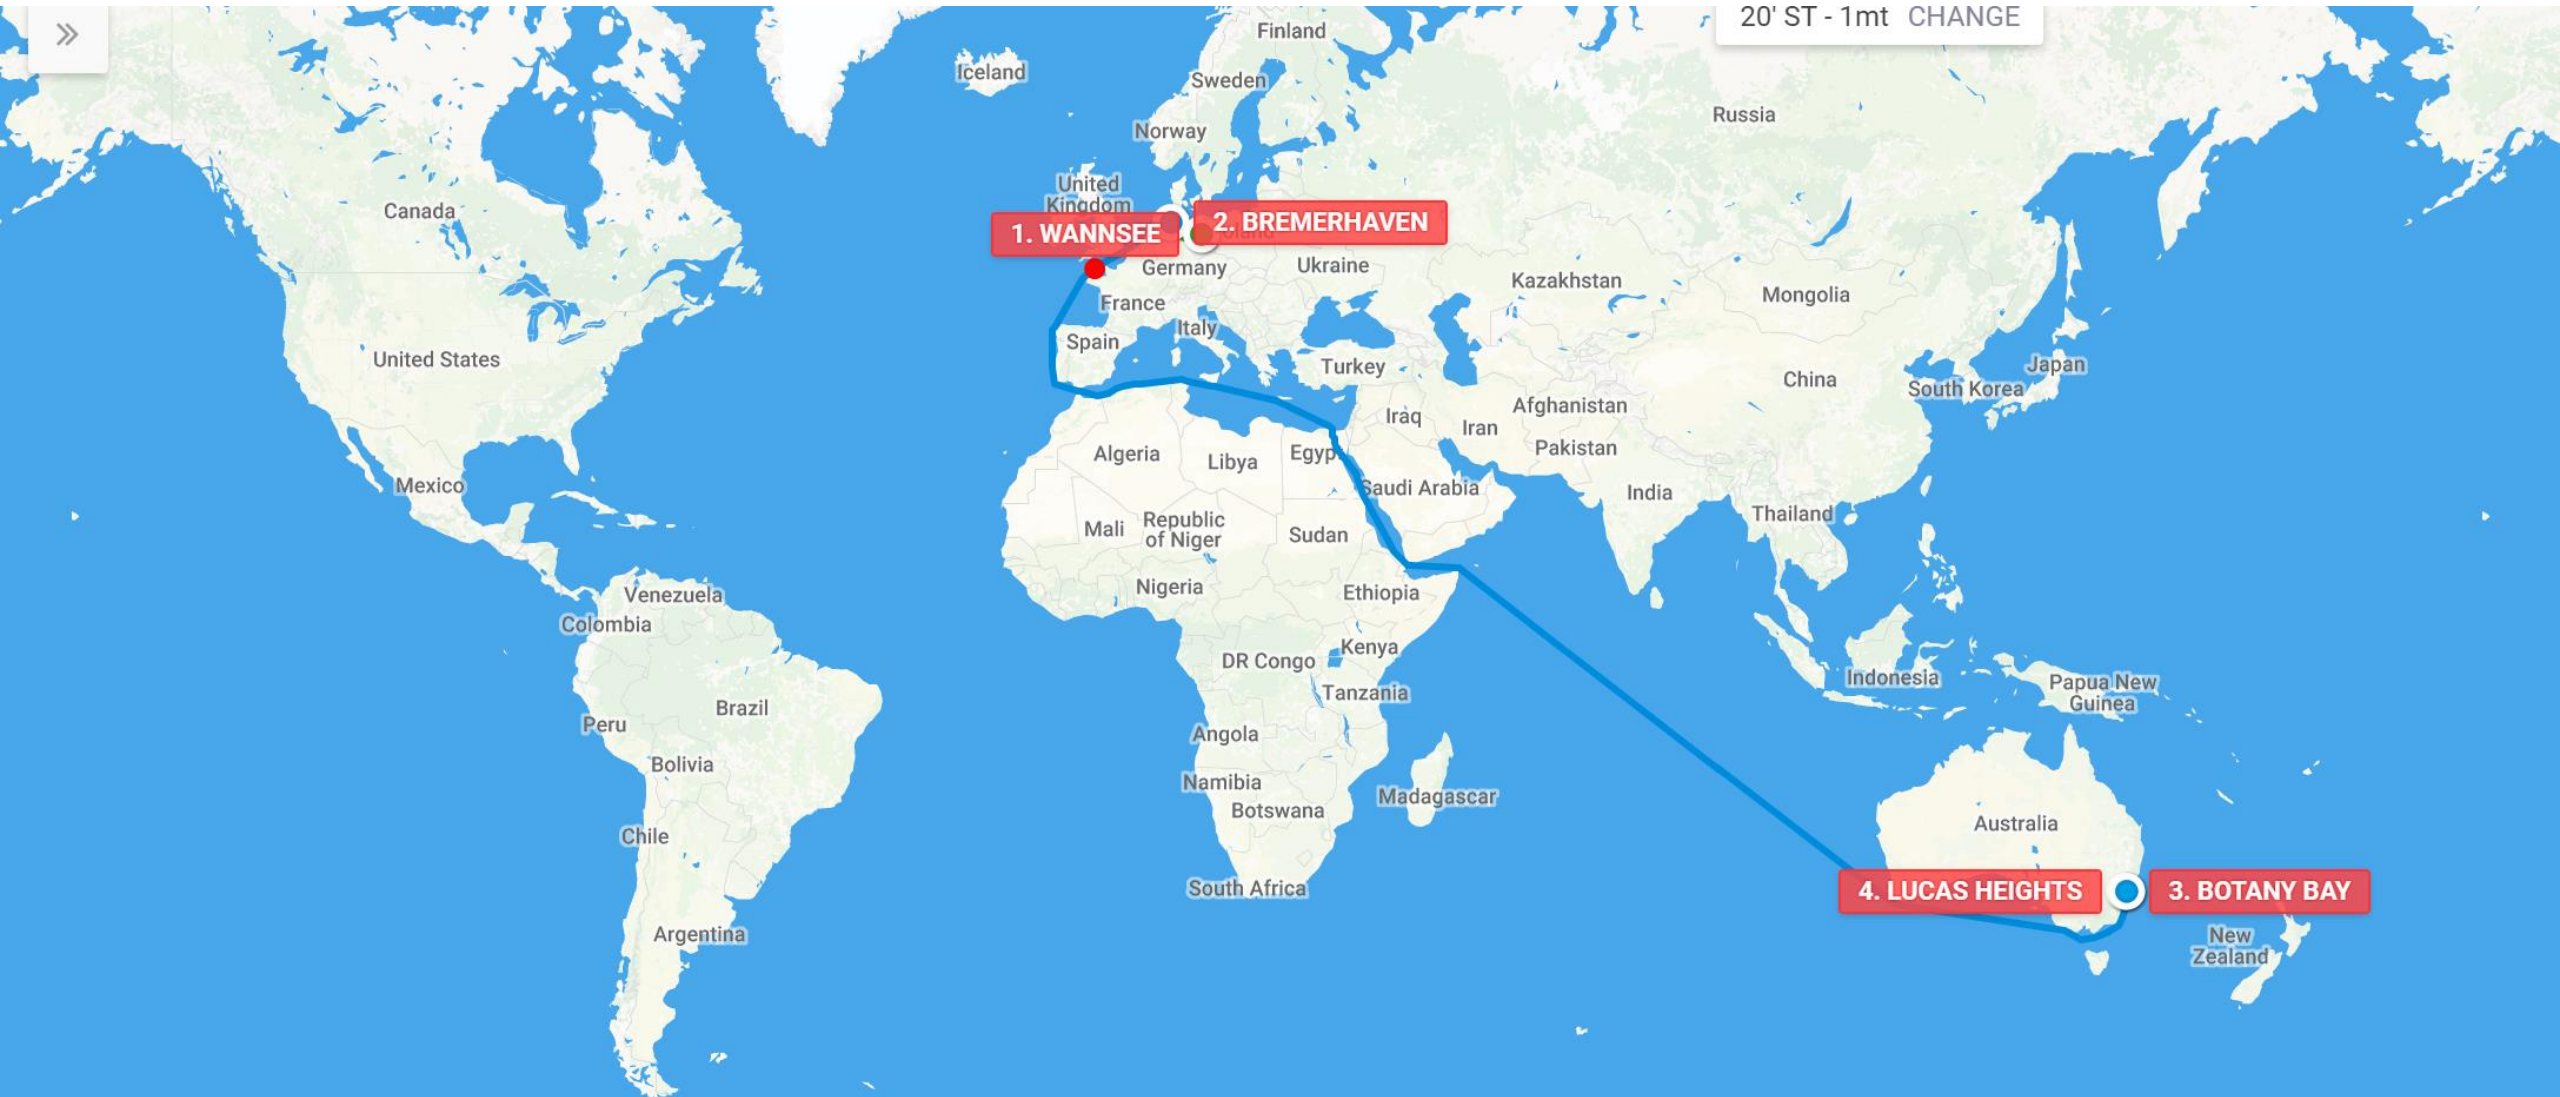 20' ST - 1mt CHANGE
Finland
Iceland
Sweden
Russia
Norway
United
Kingdom
Canada
1. WANNSEE
2. BREMERHAVEN
Germany
Ukraine
Kazakhstan
Mongolia
France
Italy
Spain
United States
Turkey
Japan
China
South Korea
Afghanistan
Iraq
Iran
Pakistan
Algeria
Libya
Egyp
Saudi Arabia
India
Mexico
Thailand
Mali
Republic
of Niger
Sudan
Nigeria
Ethiopia
Venezuela
Colombia
Kenya
DR Congo
Tanzania
Indonesia
Papua New
Guinea
Brazil
Peru
Angola
Bolivia
Namibia
Madagascar
Botswana
Australia
Chile
South Africa
4. LUCAS HEIGHTS
3. BOTANY BAY
Argentina
New
Zealand